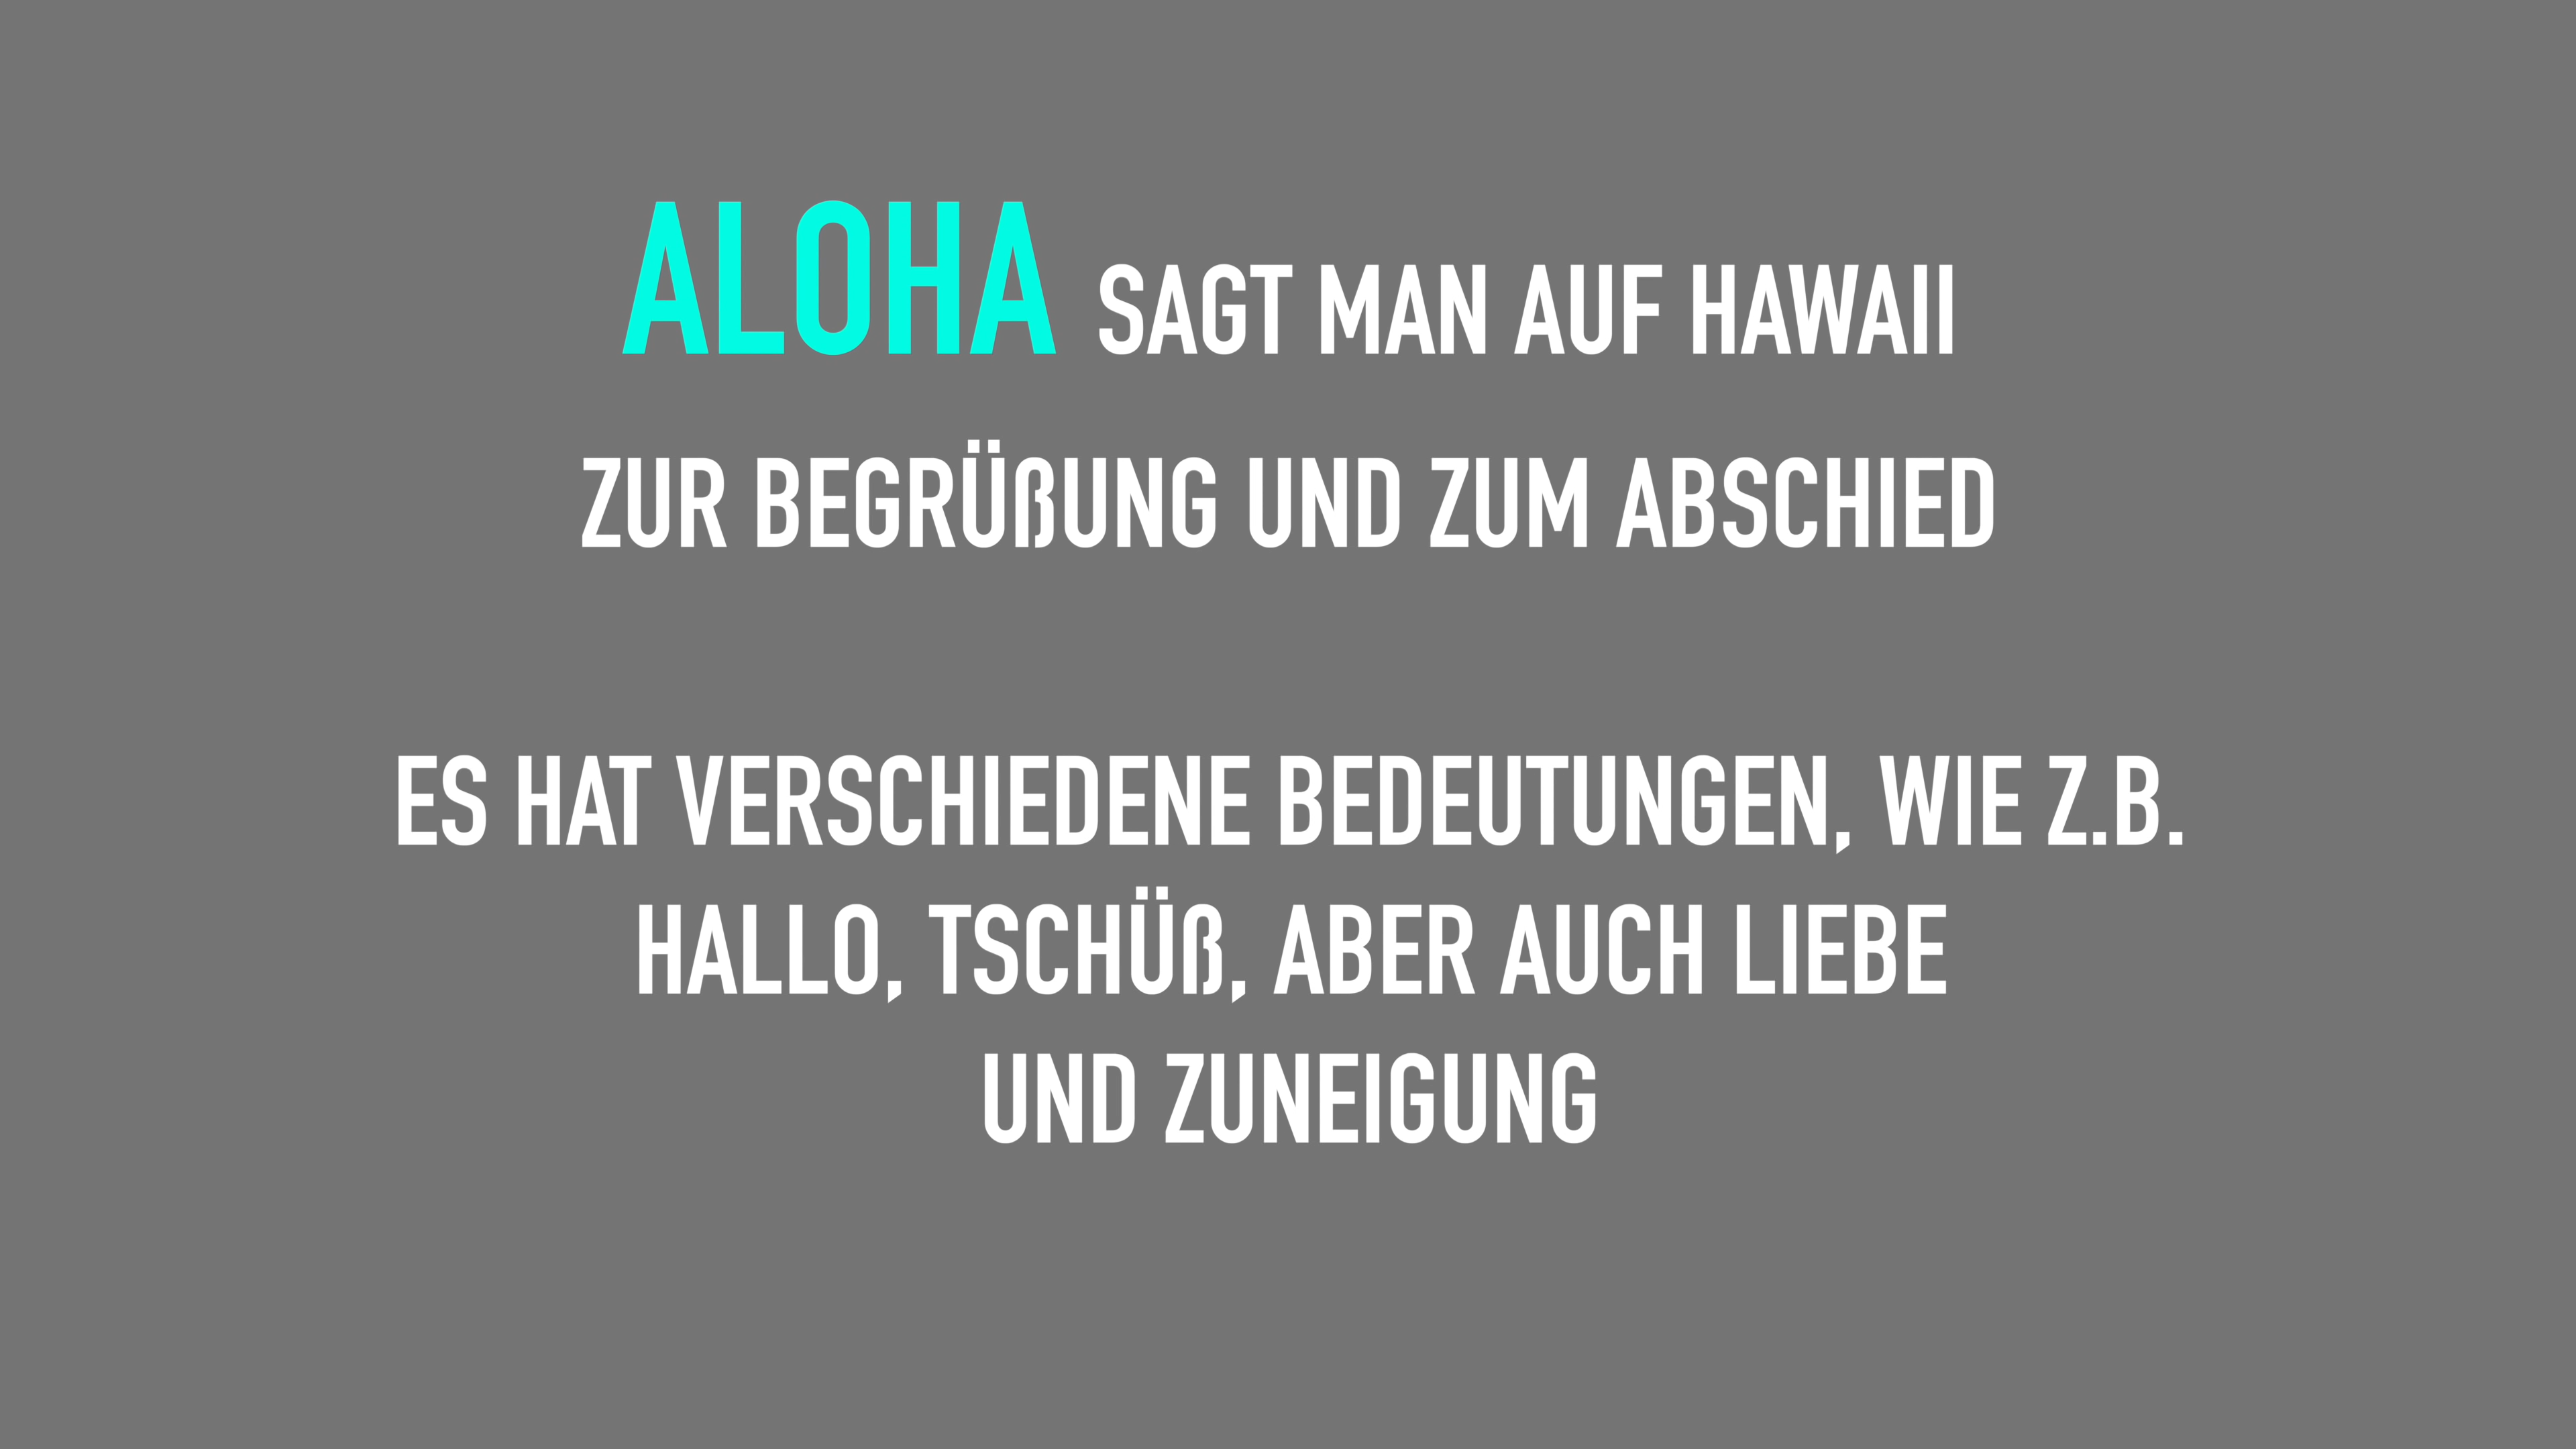 ALOHA SAGT MAN AUF HAWAII
ZUR BEGRÜßUNG UND ZUM ABSCHIED
ES HAT VERSCHIEDENE BEDEUTUNGEN, WIE Z.B.
HALLO, TSCHÜß, ABER AUCH LIEBE
UND ZUNEIGUNG